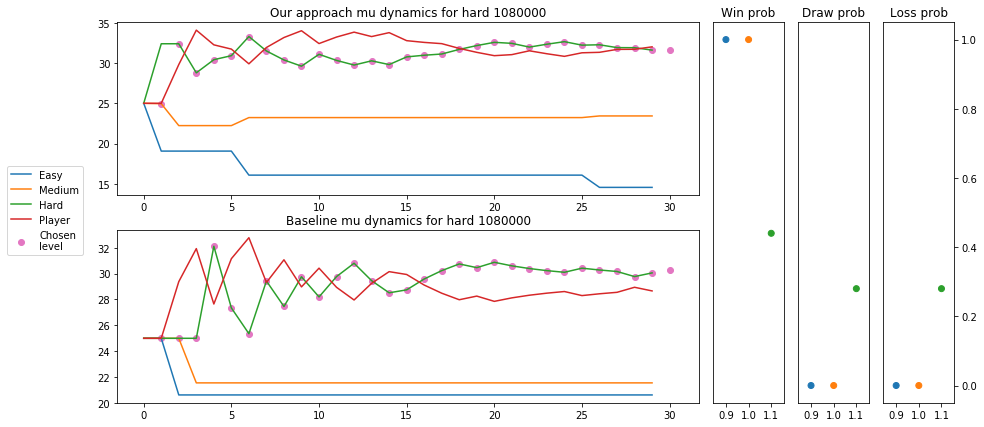 Our approach mu dynamics for hard 1080000
35
30
25
20
15
0 5 10 15 20 25 30
Easy
Medium
Hard
Player
Chosen
level
Baseline mu dynamics for hard 1080000
32
30
28
26
24
22
20
0 5 10 15 20 25 30
Win prob Draw prob Loss prob
1.0
0.8
0.6
0.4
0.2
0.0
0.9 1.0 1.1 0.9 1.0 1.1 0.9 1.0 1.1